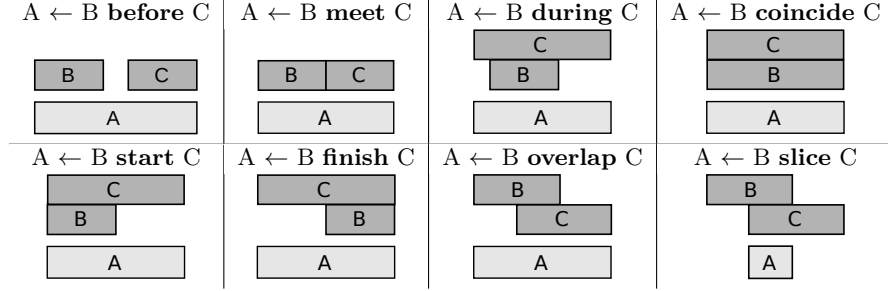 A ← B before C A ← B meet C A ← B during C A ← B coincide C
C C
B C B C B B
A A A A
A ← B start C A ← B finish C A ← B overlap C A ← B slice C
C C B B
B B C C
A A A A